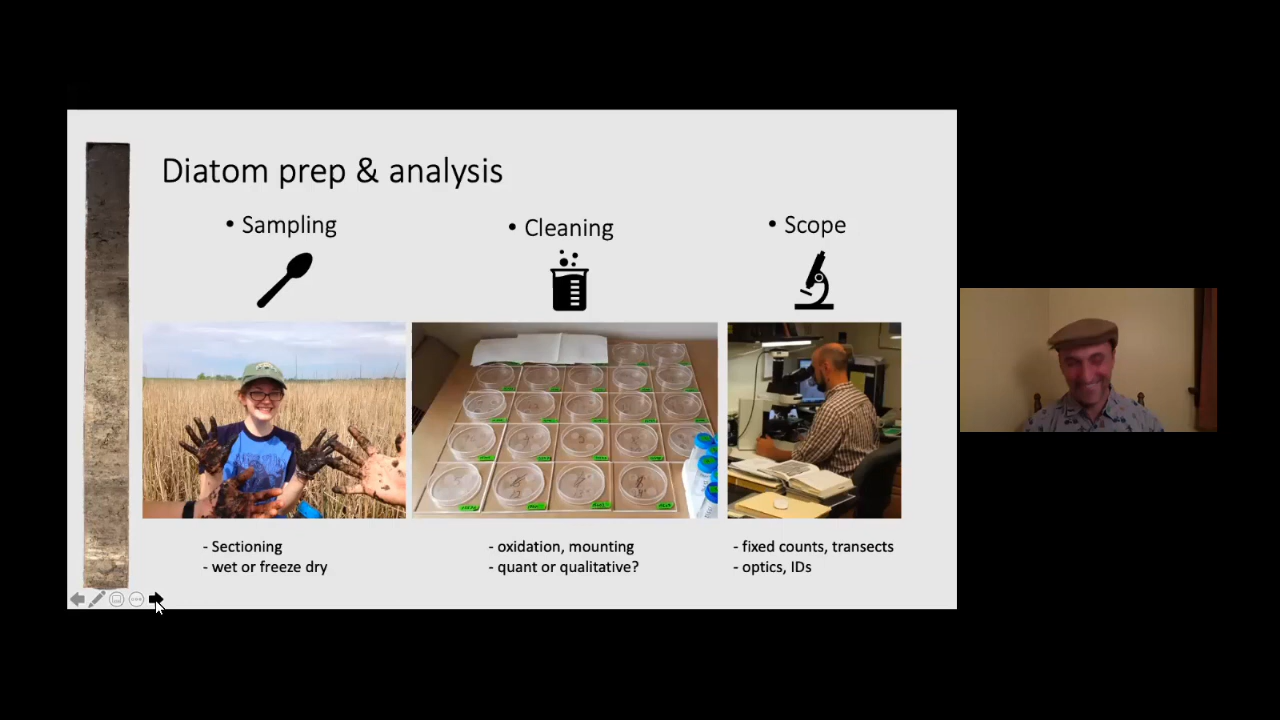 Diatom prep & analysis
• Sampling
• Cleaning
• Scope
- Sectioning
- wet or freeze dry
- oxidation, mounting
- quant or qualitative?
- fixed counts, transects
- optics, IDs